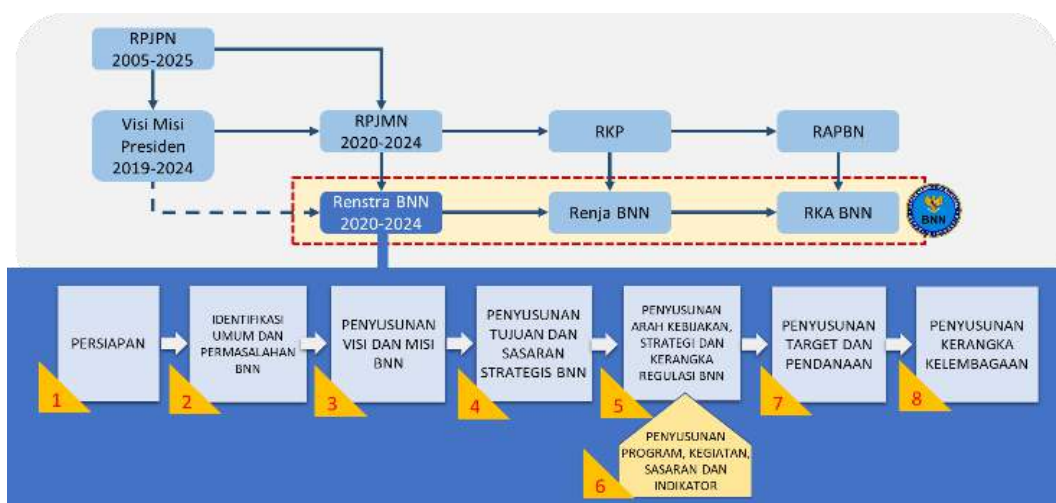 RPJPN
2005-2025
Visi Misi
Presiden
2019-2024
RPJMN
2020-2024
RKP
RAPBN
Renstra BNN
2020-2024
Renja BNN
RKA BNN
BNN
PERSIAPAN
1
IDENTIFIKASI
UMUM DAN
PERMASALAHAN
BNN
2
PENYUSUNAN
VISI DAN MISI
BNN
3
PENYUSUNAN
TUJUAN DAN
SASARAN
STRATEGIS BNN
4
PENYUSUNAN
ARAH KEBIJAKAN,
STRATEGI DAN
KERANGKA
REGULASI BNN
5
PENYUSUNAN
PROGRAM, KEGIATAN,
SASARAN DAN
INDIKATOR
6
PENYUSUNAN
TARGET DAN
PENDANAAN
7
PENYUSUNAN
KERANGKA
KELEMBAGAAN
8